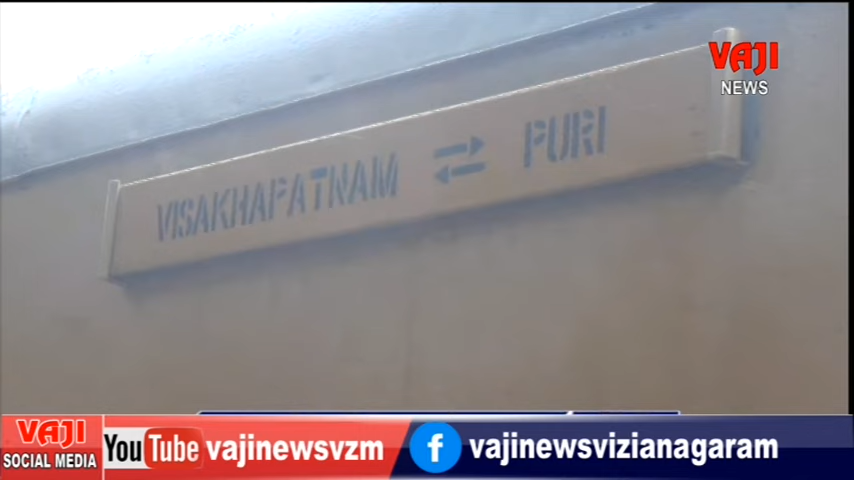 VAJI
NEWS
VISAKHAPATNAM ⇄ PURI
VAJI
SOCIAL MEDIA
YouTube vajinewsvzm
f vajinewsvizianagaram